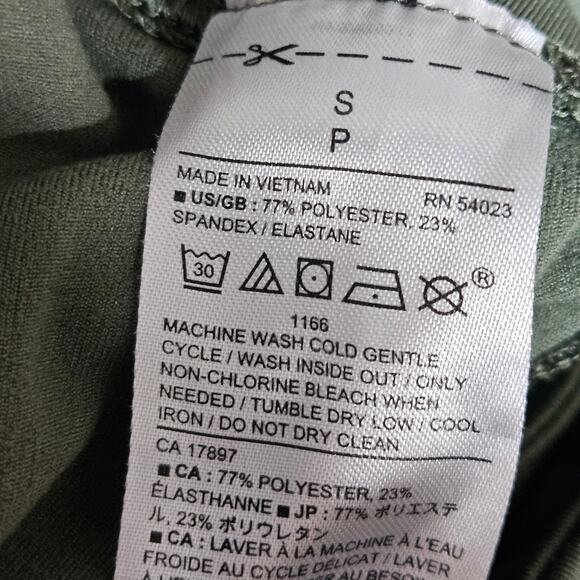 S
P
MADE IN VIETNAM RN 54023
■ US/GB : 77% POLYESTER, 23%
SPANDEX / ELASTANE
30 ®
1166
MACHINE WASH COLD GENTLE
CYCLE / WASH INSIDE OUT / ONLY
NON-CHLORINE BLEACH WHEN
NEEDED / TUMBLE DRY LOW / COOL
IRON / DO NOT DRY CLEAN
CA 17897
■ CA : 77% POLYESTER, 23%
ÉLASTHANNE ■ JP : 77% ポリエステ
ル, 23% ポリウレタン
■ CA : LAVER À LA MACHINE À L'EAU
FROIDE AU CYCLE DÉLICAT / LAVER